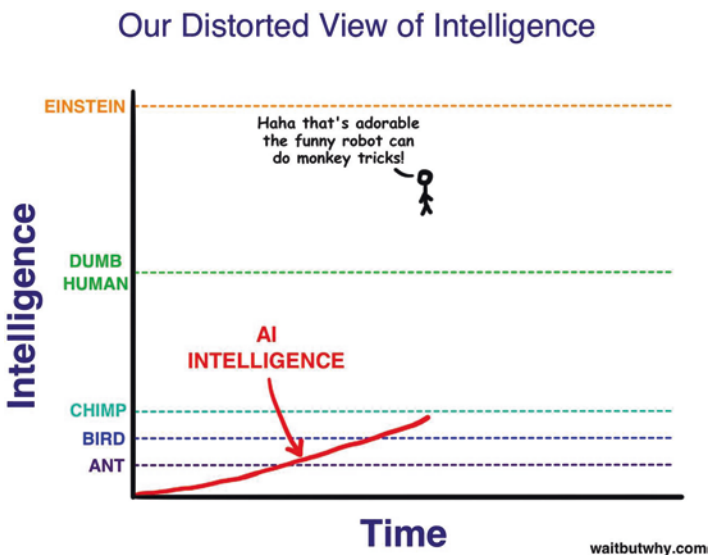 Our Distorted View of Intelligence
EINSTEIN
Haha that's adorable
the funny robot can
do monkey tricks!
DUMB
HUMAN
Intelligence
AI
INTELLIGENCE
CHIMP
BIRD
ANT
Time
waitbutwhy.com